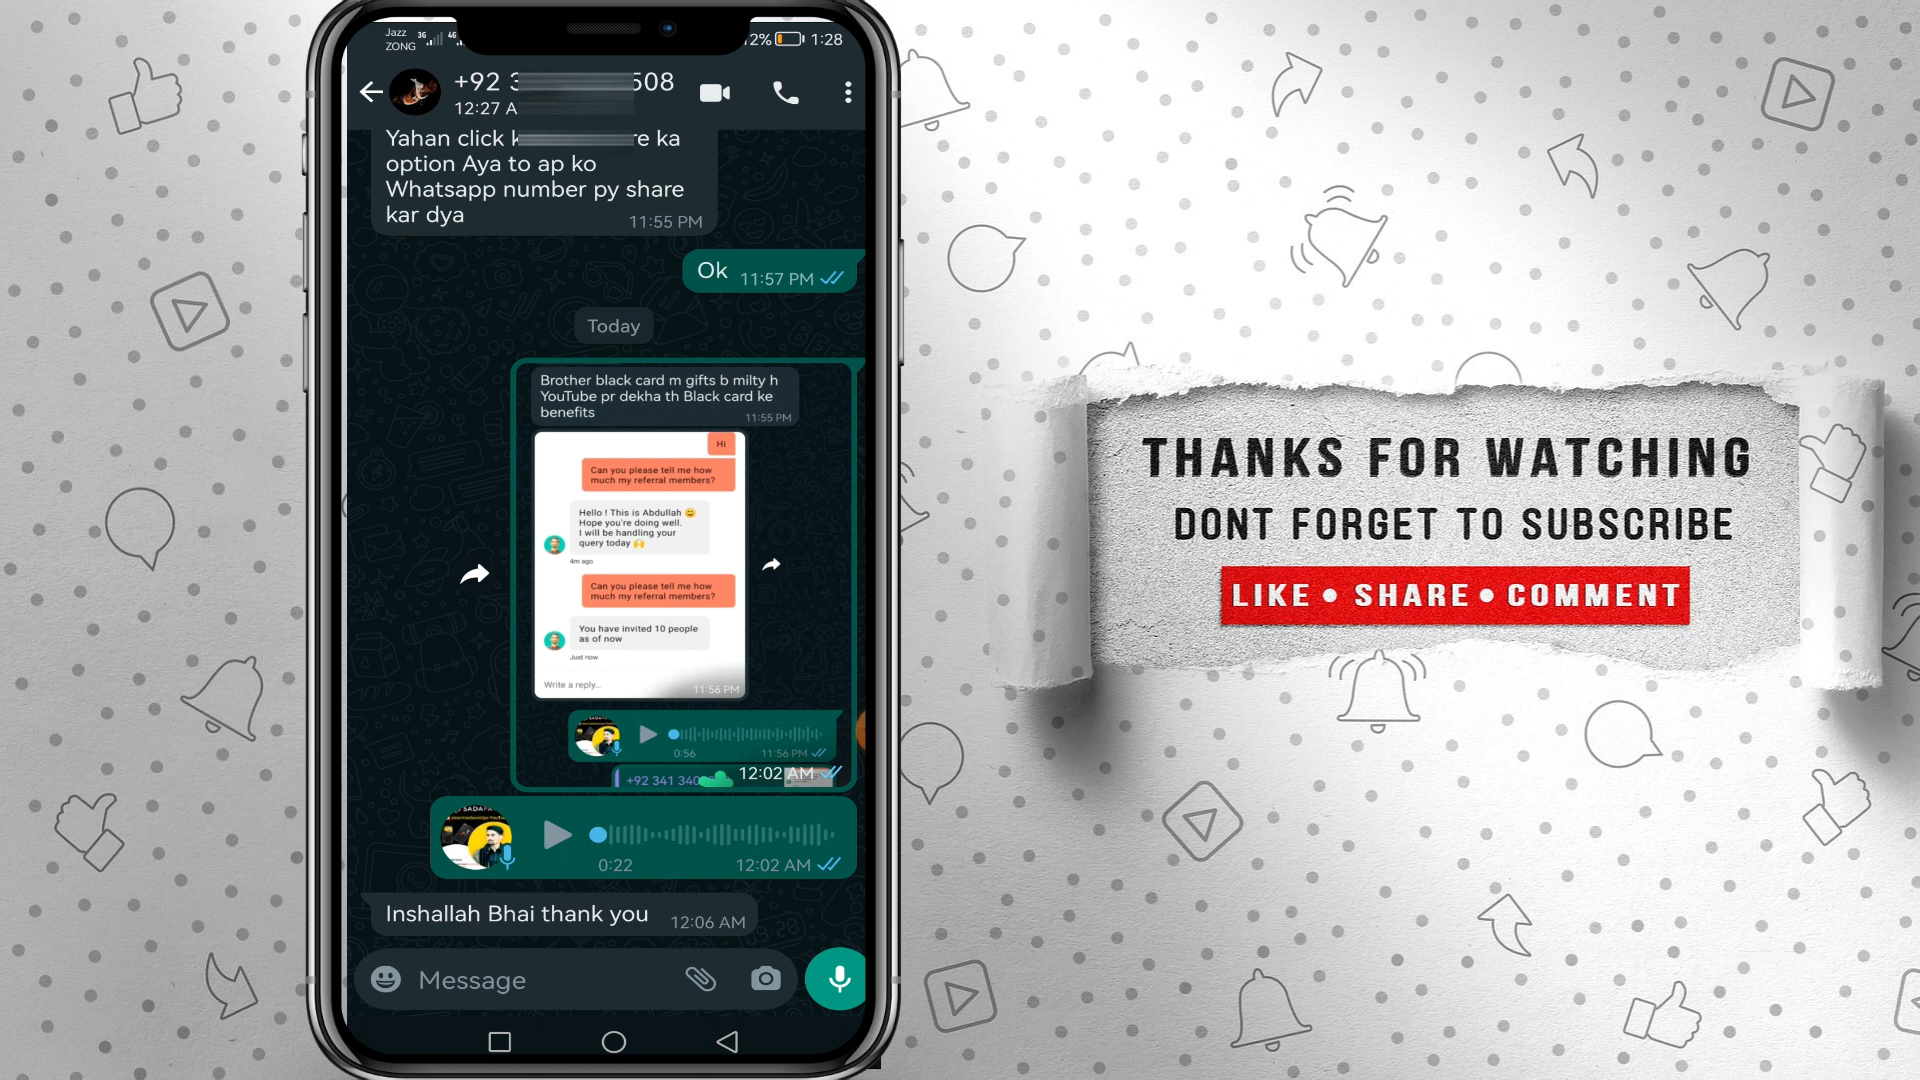 Jazz
ZONG
3G
4G
2%
1:28
+92 3
508
12:27 A
Yahan click k
re ka
option Aya to ap ko
Whatsapp number py share
kar dya
11:55 PM
Ok
11:57 PM
Today
Brother black card m gifts b milty h
YouTube pr dekha th Black card ke
benefits
11:55 PM
Hi
Can you please tell me how
much my referral members?
Hello ! This is Abdullah 😊
Hope you're doing well.
I will be handling your
query today 🙌
4m ago
Can you please tell me how
much my referral members?
You have invited 10 people
as of now
Just now
Write a reply...
11:56 PM
0:56
11:56 PM
+92 341 340
12:02 AM
0:22
12:02 AM
Inshallah Bhai thank you
12:06 AM
Message
THANKS FOR WATCHING
DONT FORGET TO SUBSCRIBE
LIKE • SHARE • COMMENT